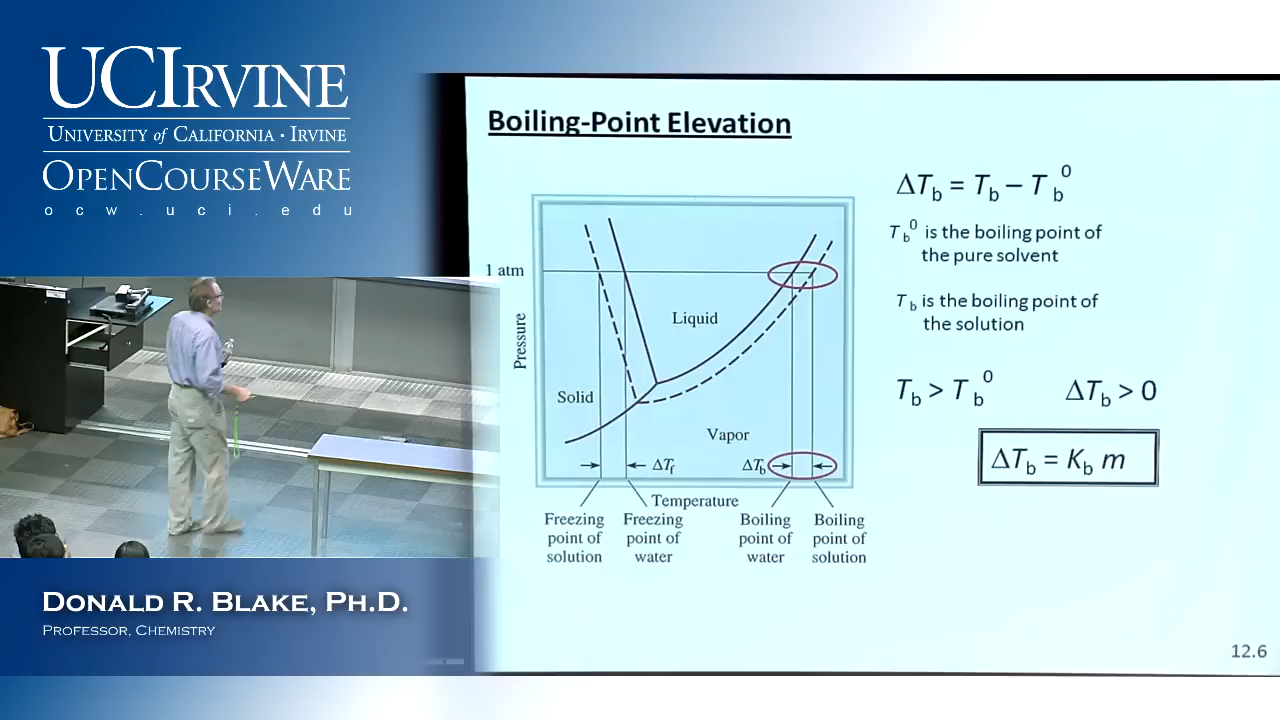 UCIRVINE
UNIVERSITY of CALIFORNIA · IRVINE
OPENCOURSEWARE
ocw.uci.edu
DONALD R. BLAKE, PH.D.
PROFESSOR, CHEMISTRY
Boiling-Point Elevation
1 atm
Pressure
Solid
Liquid
Vapor
ΔTf
ΔTb
Temperature
Freezing point of solution
Freezing point of water
Boiling point of water
Boiling point of solution
ΔTb = Tb – Tb⁰
Tb⁰ is the boiling point of
the pure solvent
Tb is the boiling point of
the solution
Tb > Tb⁰ ΔTb > 0
ΔTb = Kb m
12.6